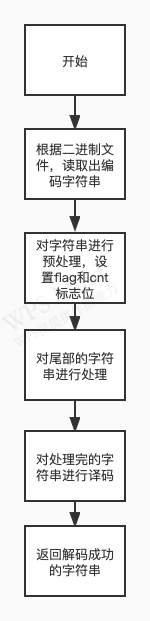 开始
根据二进制文
件，读取出编
码字符串
对字符串进行
预处理，设
置flag和cnt
标志位
对尾部的字符
串进行处理
对处理完的字
符串进行译码
返回解码成功
的字符串